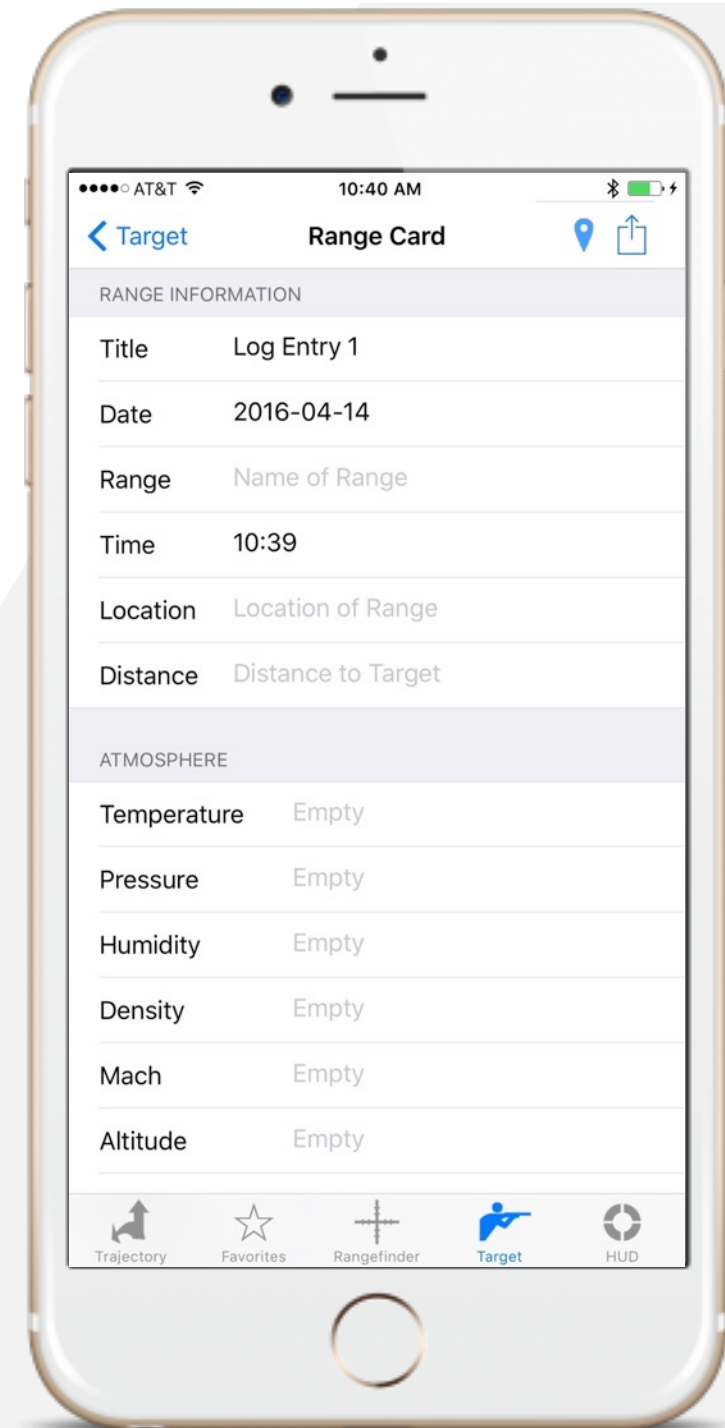 AT&T 10:40 AM
Target Range Card
RANGE INFORMATION
Title Log Entry 1
Date 2016-04-14
Range Name of Range
Time 10:39
Location Location of Range
Distance Distance to Target
ATMOSPHERE
Temperature Empty
Pressure Empty
Humidity Empty
Density Empty
Mach Empty
Altitude Empty
Trajectory Favorites Rangefinder Target HUD